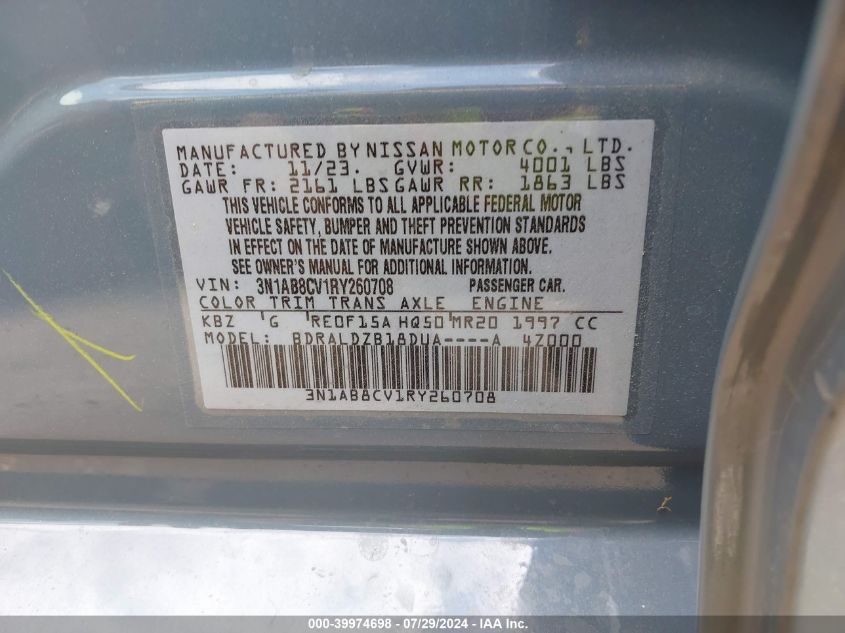 MANUFACTURED BY NISSAN MOTOR CO., LTD.
DATE: 11/23. GVWR: 4001 LBS
GAWR FR: 2161 LBS GAWR RR: 1863 LBS
THIS VEHICLE CONFORMS TO ALL APPLICABLE FEDERAL MOTOR
VEHICLE SAFETY, BUMPER AND THEFT PREVENTION STANDARDS
IN EFFECT ON THE DATE OF MANUFACTURE SHOWN ABOVE.
SEE OWNER'S MANUAL FOR ADDITIONAL INFORMATION.
VIN: 3N1AB8CV1RY260708 PASSENGER CAR.
COLOR TRIM TRANS AXLE ENGINE
KBZ G RE0F15A HQ50 MR20 1997 CC
MODEL: BDRALDZB18DUA----A 4Z000
3N1AB8CV1RY260708
000-39974698 - 07/29/2024 - IAA Inc.